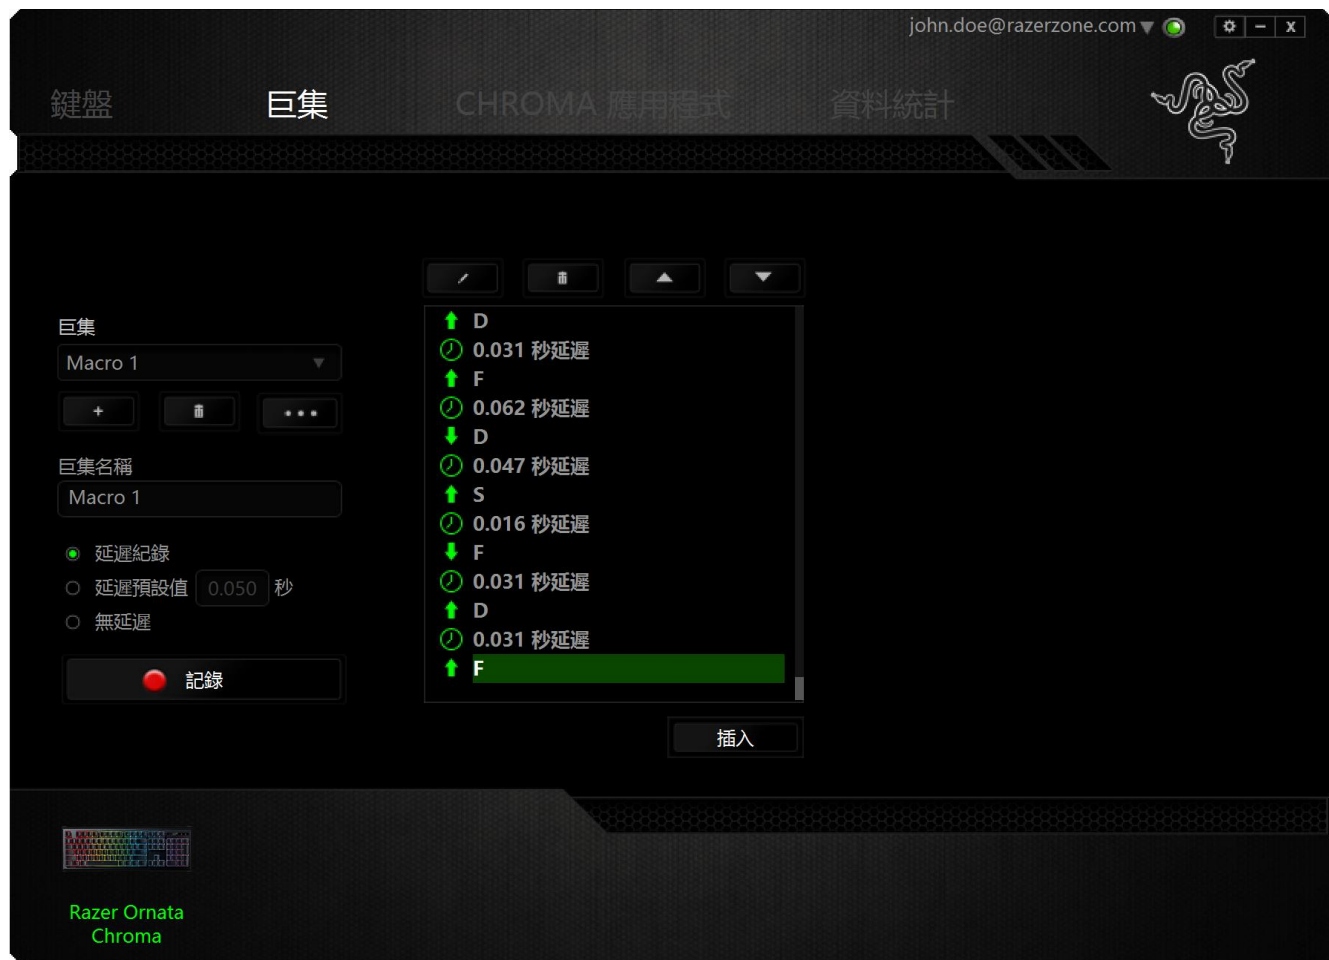 john.doe@razerzone.com
鍵盤
巨集
CHROMA 應用程式
資料統計
巨集
Macro 1
巨集名稱
Macro 1
延遲紀錄
延遲預設值 0.050 秒
無延遲
記錄
D
0.031 秒延遲
F
0.062 秒延遲
D
0.047 秒延遲
S
0.016 秒延遲
F
0.031 秒延遲
D
0.031 秒延遲
F
插入
Razer Ornata
Chroma